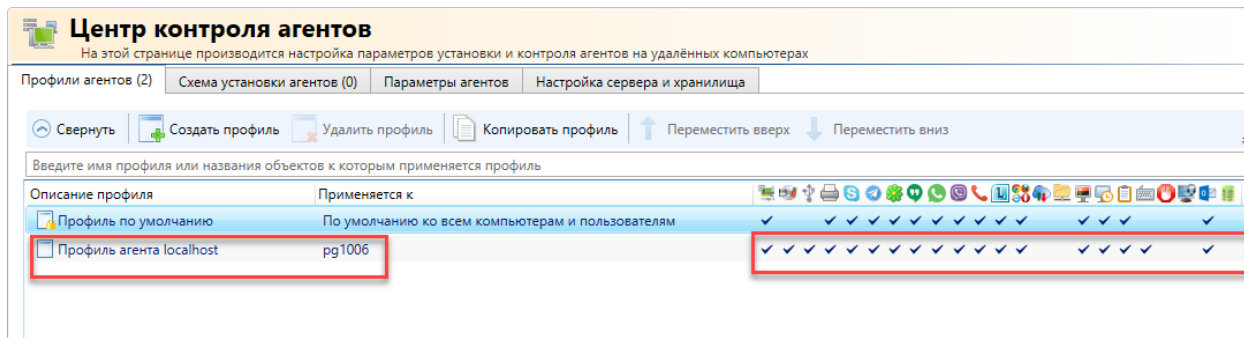 Центр контроля агентов
На этой странице производится настройка параметров установки и контроля агентов на удалённых компьютерах
Профили агентов (2) Схема установки агентов (0) Параметры агентов Настройка сервера и хранилища
Свернуть Создать профиль Удалить профиль Копировать профиль Переместить вверх Переместить вниз
Введите имя профиля или названия объектов к которым применяется профиль
Описание профиля Применяется к
Профиль по умолчанию По умолчанию ко всем компьютерам и пользователям
Профиль агента localhost pg1006